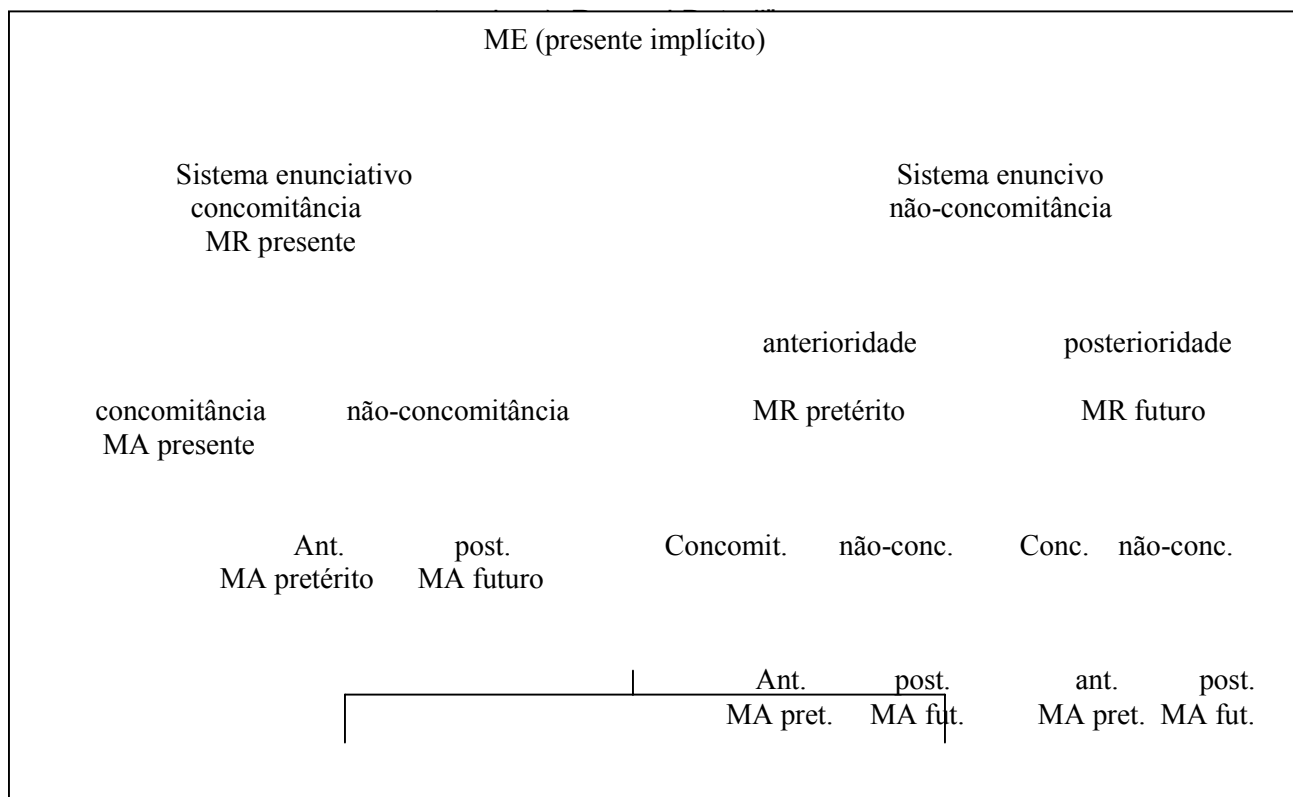 ME (presente implícito)
Sistema enunciativo
concomitância
MR presente
Sistema enuncivo
não-concomitância
anterioridade posterioridade
concomitância não-concomitância MR pretérito MR futuro
MA presente
Ant. post. Concomit. não-conc. Conc. não-conc.
MA pretérito MA futuro
Ant. post. ant. post.
MA pret. MA fut. MA pret. MA fut.